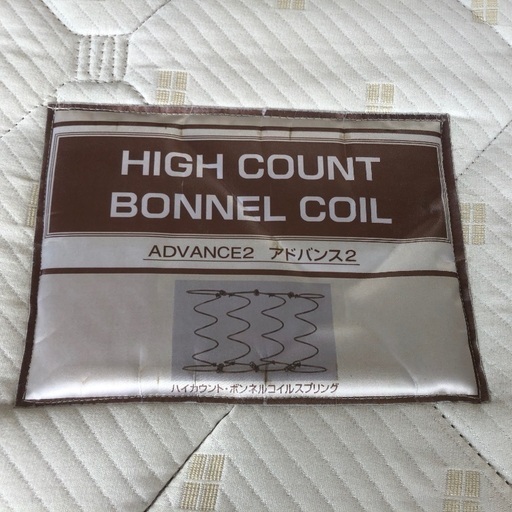 HIGH COUNT
BONNEL COIL
ADVANCE2 アドバンス2
ハイカウント・ボンネルコイルスプリング